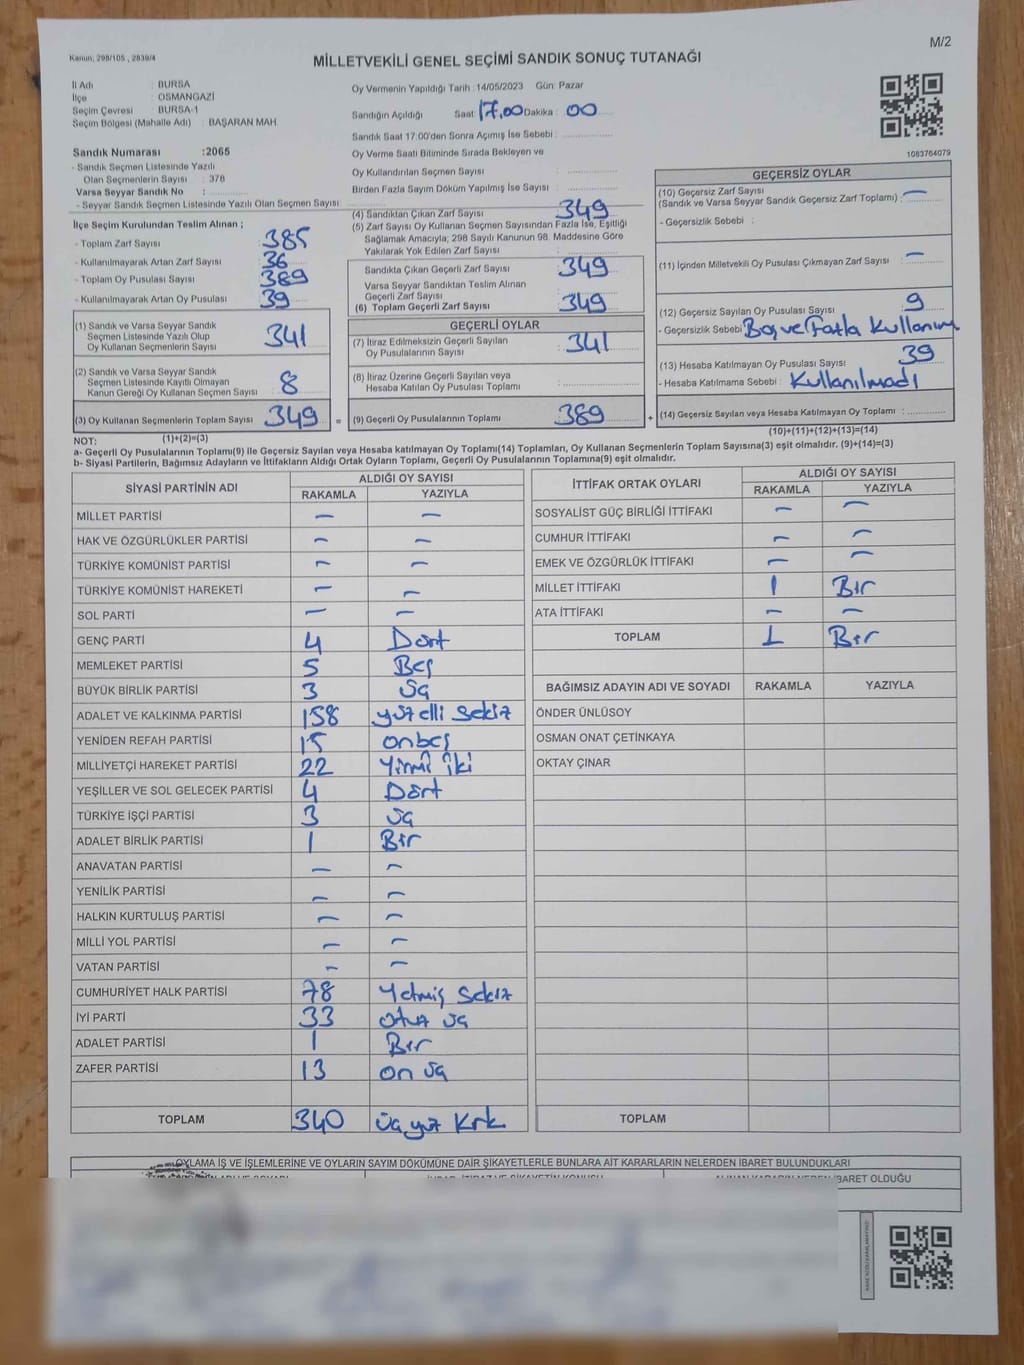 M/2
Kanun, 298/105 , 2839/4
MİLLETVEKİLİ GENEL SEÇİMİ SANDIK SONUÇ TUTANAĞI
İl Adı : BURSA
İlçe : OSMANGAZİ
Seçim Çevresi : BURSA-1
Seçim Bölgesi (Mahalle Adı) : BAŞARAN MAH
Sandık Numarası :2065
- Sandık Seçmen Listesinde Yazılı
Olan Seçmenlerin Sayısı : 376
Varsa Seyyar Sandık No :
- Seyyar Sandık Seçmen Listesinde Yazılı Olan Seçmen Sayısı
Oy Vermenin Yapıldığı Tarih : 14/05/2023 Gün: Pazar
Sandığın Açıldığı Saat: 17.00 Dakika : 00
Sandık Saat 17:00'den Sonra Açımış İse Sebebi :
Oy Verme Saati Bitiminde Sırada Bekleyen ve
Oy Kullandırılan Seçmen Sayısı :
Birden Fazla Sayım Döküm Yapılmış İse Sayısı :
1083764079
İlçe Seçim Kurulundan Teslim Alınan ;
- Toplam Zarf Sayısı : 385
- Kullanılmayarak Artan Zarf Sayısı : 36
- Toplam Oy Pusulası Sayısı : 389
- Kullanılmayarak Artan Oy Pusulası : 39
(1) Sandık ve Varsa Seyyar Sandık
Seçmen Listesinde Yazılı Olup
Oy Kullanan Seçmenlerin Sayısı 341
(2) Sandık ve Varsa Seyyar Sandık
Seçmen Listesinde Kayıtlı Olmayan
Kanun Gereği Oy Kullanan Seçmen Sayısı 8
(3) Oy Kullanan Seçmenlerin Toplam Sayısı 349 =
(4) Sandıktan Çıkan Zarf Sayısı : 349
(5) Zarf Sayısı Oy Kullanan Seçmen Sayısından Fazla İse, Eşitliği
Sağlamak Amacıyla; 298 Sayılı Kanunun 98. Maddesine Göre
Yakılarak Yok Edilen Zarf Sayısı
Sandıkta Çıkan Geçerli Zarf Sayısı : 349
Varsa Seyyar Sandıktan Teslim Alınan
Geçerli Zarf Sayısı
(6) Toplam Geçerli Zarf Sayısı : 349
GEÇERLİ OYLAR
(7) İtiraz Edilmeksizin Geçerli Sayılan
Oy Pusulalarının Sayısı : 341
(8) İtiraz Üzerine Geçerli Sayılan veya
Hesaba Katılan Oy Pusulası Toplamı :
(9) Geçerli Oy Pusulalarının Toplamı 389 +
GEÇERSİZ OYLAR
(10) Geçersiz Zarf Sayısı
(Sandık ve Varsa Seyyar Sandık Geçersiz Zarf Toplamı) : —
- Geçersizlik Sebebi :
(11) İçinden Milletvekili Oy Pusulası Çıkmayan Zarf Sayısı : —
(12) Geçersiz Sayılan Oy Pusulası Sayısı : 9
- Geçersizlik Sebebi : Boş ve Fazla Kullanım
(13) Hesaba Katılmayan Oy Pusulası Sayısı : 39
- Hesaba Katılmama Sebebi : Kullanılmadı
(14) Geçersiz Sayılan veya Hesaba Katılmayan Oy Toplamı :
(10)+(11)+(12)+(13)=(14)
NOT: (1)+(2)=(3)
a- Geçerli Oy Pusulalarının Toplamı(9) ile Geçersiz Sayılan veya Hesaba katılmayan Oy Toplamı(14) Toplamları, Oy Kullanan Seçmenlerin Toplam Sayısına(3) eşit olmalıdır. (9)+(14)=(3)
b- Siyasi Partilerin, Bağımsız Adayların ve İttifakların Aldığı Ortak Oyların Toplamı, Geçerli Oy Pusulalarının Toplamına(9) eşit olmalıdır.
SİYASİ PARTİNİN ADI ALDIĞI OY SAYISI
RAKAMLA YAZIYLA
MİLLET PARTİSİ — —
HAK VE ÖZGÜRLÜKLER PARTİSİ — —
TÜRKİYE KOMÜNİST PARTİSİ — —
TÜRKİYE KOMÜNİST HAREKETİ — —
SOL PARTİ — —
GENÇ PARTİ 4 Dört
MEMLEKET PARTİSİ 5 Beş
BÜYÜK BİRLİK PARTİSİ 3 üç
ADALET VE KALKINMA PARTİSİ 158 yüz elli sekiz
YENİDEN REFAH PARTİSİ 15 onbeş
MİLLİYETÇİ HAREKET PARTİSİ 22 Yirmi iki
YEŞİLLER VE SOL GELECEK PARTİSİ 4 Dört
TÜRKİYE İŞÇİ PARTİSİ 3 üç
ADALET BİRLİK PARTİSİ 1 Bir
ANAVATAN PARTİSİ — —
YENİLİK PARTİSİ — —
HALKIN KURTULUŞ PARTİSİ — —
MİLLİ YOL PARTİSİ — —
VATAN PARTİSİ — —
CUMHURİYET HALK PARTİSİ 78 Yetmiş sekiz
İYİ PARTİ 33 otuz üç
ADALET PARTİSİ 1 Bir
ZAFER PARTİSİ 13 on üç
TOPLAM 340 üç yüz Kırk
İTTİFAK ORTAK OYLARI ALDIĞI OY SAYISI
RAKAMLA YAZIYLA
SOSYALİST GÜÇ BİRLİĞİ İTTİFAKI — —
CUMHUR İTTİFAKI — —
EMEK VE ÖZGÜRLÜK İTTİFAKI — —
MİLLET İTTİFAKI 1 Bir
ATA İTTİFAKI — —
TOPLAM 1 Bir
BAĞIMSIZ ADAYIN ADI VE SOYADI RAKAMLA YAZIYLA
ÖNDER ÜNLÜSOY
OSMAN ONAT ÇETİNKAYA
OKTAY ÇINAR
TOPLAM
OYLAMA İŞ VE İŞLEMLERİNE VE OYLARIN SAYIM DÖKÜMÜNE DAİR ŞİKAYETLERLE BUNLARA AİT KARARLARIN NELERDEN İBARET BULUNDUKLARI
İBARET OLDUĞU